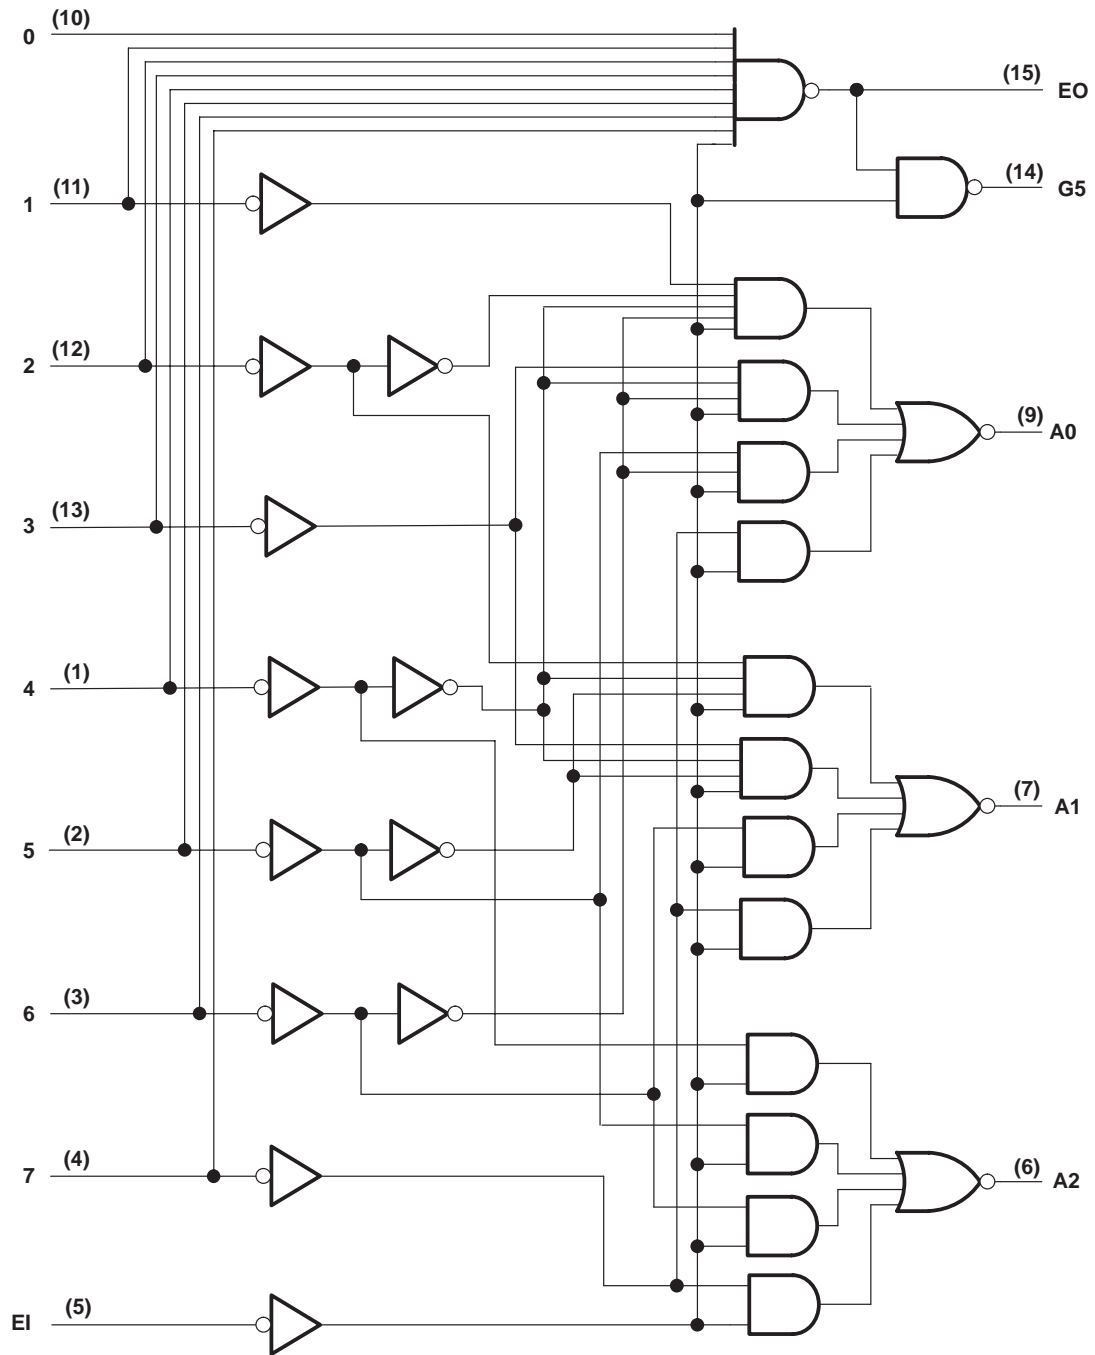 0 (10)
(15) EO
(14) G5
1 (11)
2 (12)
(9) A0
3 (13)
4 (1)
(7) A1
5 (2)
6 (3)
7 (4)
(6) A2
EI (5)